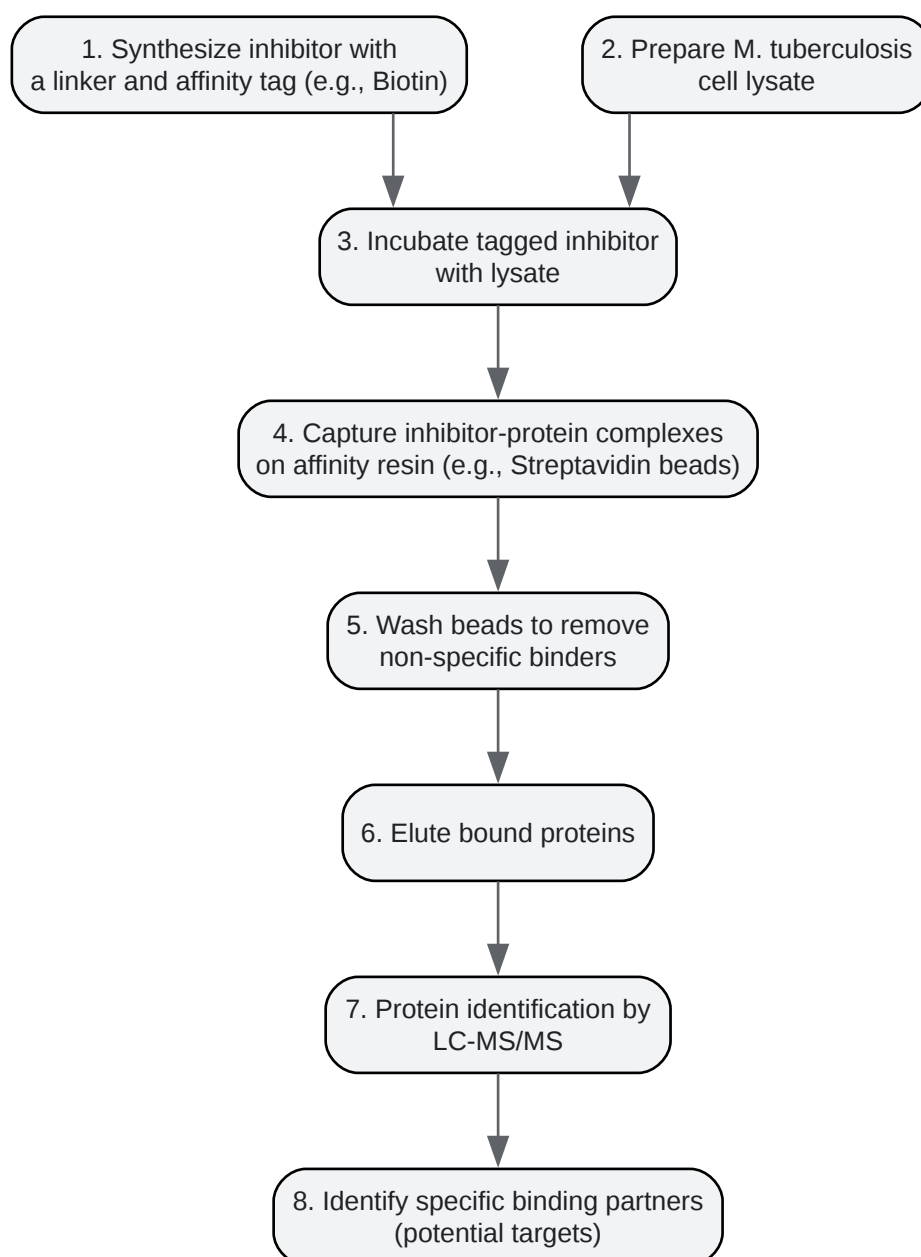 1. Synthesize inhibitor with
a linker and affinity tag (e.g., Biotin)
2. Prepare M. tuberculosis
cell lysate
3. Incubate tagged inhibitor
with lysate
4. Capture inhibitor-protein complexes
on affinity resin (e.g., Streptavidin beads)
5. Wash beads to remove
non-specific binders
6. Elute bound proteins
7. Protein identification by
LC-MS/MS
8. Identify specific binding partners
(potential targets)